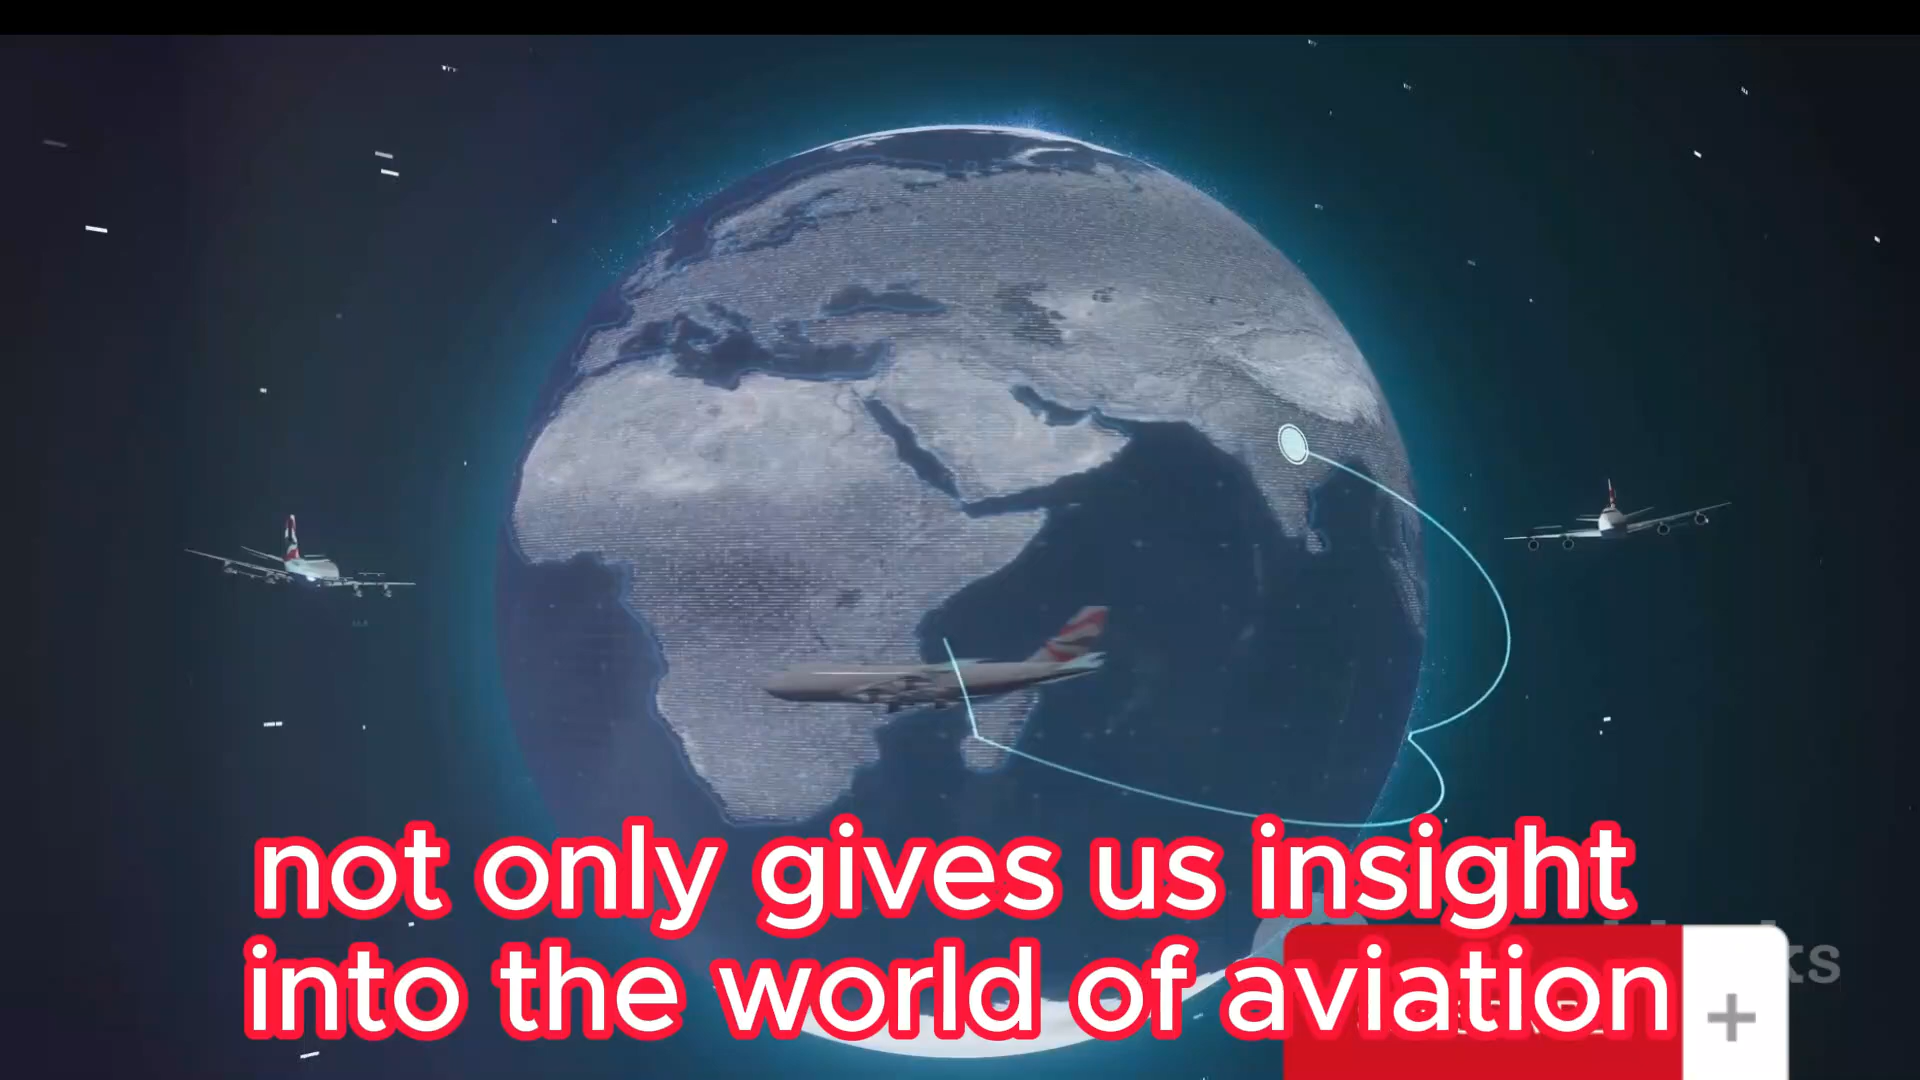 not only gives us insight
into the world of aviation